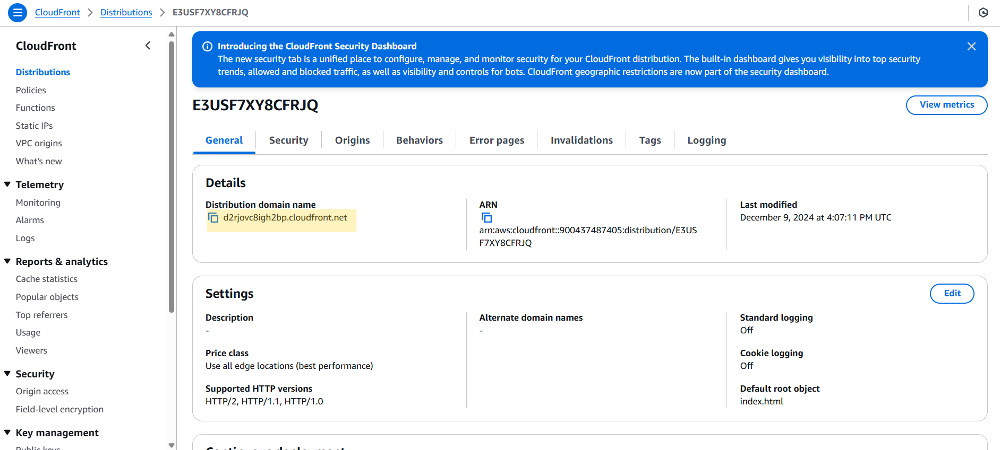 CloudFront > Distributions > E3USF7XY8CFRJQ
CloudFront
Distributions
Policies
Functions
Static IPs
VPC origins
What's new
Telemetry
Monitoring
Alarms
Logs
Reports & analytics
Cache statistics
Popular objects
Top referrers
Usage
Viewers
Security
Origin access
Field-level encryption
Key management
Public keys
Introducing the CloudFront Security Dashboard
The new security tab is a unified place to configure, manage, and monitor security for your CloudFront distribution. The built-in dashboard gives you visibility into top security
trends, allowed and blocked traffic, as well as visibility and controls for bots. CloudFront geographic restrictions are now part of the security dashboard.
E3USF7XY8CFRJQ
View metrics
General
Security
Origins
Behaviors
Error pages
Invalidations
Tags
Logging
Details
Distribution domain name
d2rjovc8igh2bp.cloudfront.net
ARN
arn:aws:cloudfront::900437487405:distribution/E3US
F7XY8CFRJQ
Last modified
December 9, 2024 at 4:07:11 PM UTC
Settings
Edit
Description
-
Price class
Use all edge locations (best performance)
Supported HTTP versions
HTTP/2, HTTP/1.1, HTTP/1.0
Alternate domain names
-
Standard logging
Off
Cookie logging
Off
Default root object
index.html
Continuous deployment